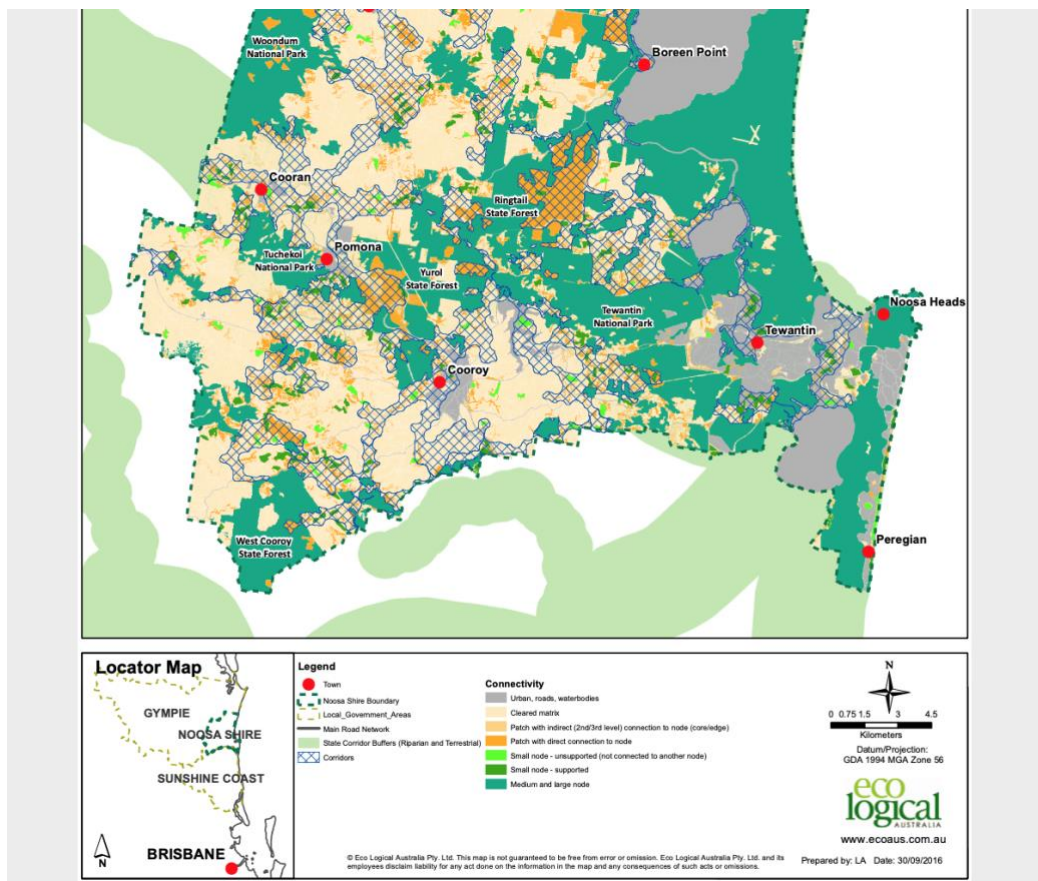 Woondum
National Park
Boreen Point
Cooran
Ringtail
State Forest
Pomona
Tuchekoi
National Park
Yurol
State Forest
Noosa Heads
Tewantin
National Park
Tewantin
Cooroy
West Cooroy
State Forest
Peregian
Locator Map
GYMPIE
NOOSA SHIRE
SUNSHINE COAST
BRISBANE
N
Legend
Town
Noosa Shire Boundary
Local_Government_Areas
Main Road Network
State Corridor Buffers (Riparian and Terrestrial)
Corridors
Connectivity
Urban, roads, waterbodies
Cleared matrix
Patch with indirect (2nd/3rd level) connection to node (core/edge)
Patch with direct connection to node
Small node - unsupported (not connected to another node)
Small node - supported
Medium and large node
N
0 0.75 1.5 3 4.5
Kilometers
Datum/Projection:
GDA 1994 MGA Zone 56
eco
logical
AUSTRALIA
www.ecoaus.com.au
© Eco Logical Australia Pty. Ltd. This map is not guaranteed to be free from error or omission. Eco Logical Australia Pty. Ltd. and its
employees disclaim liability for any act done on the information in the map and any consequences of such acts or omissions.
Prepared by: LA Date: 30/09/2016